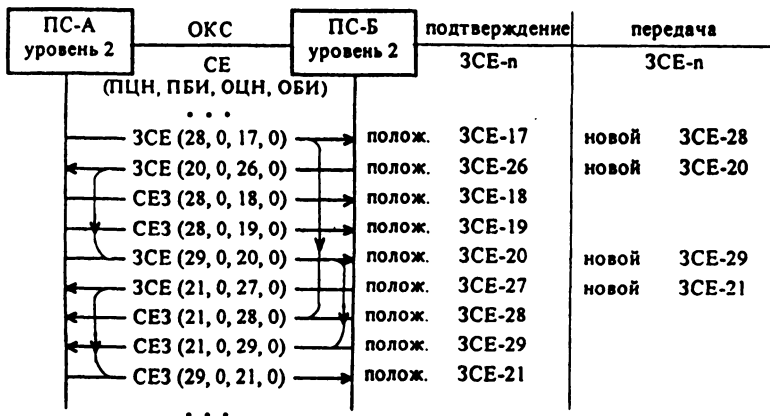 ПС-А ОКС ПС-Б подтверждение передача
уровень 2 СЕ уровень 2 ЗСЕ-n ЗСЕ-n
(ПЦН, ПБИ, ОЦН, ОБИ)
. . .
ЗСЕ (28, 0, 17, 0) полож. ЗСЕ-17 новой ЗСЕ-28
ЗСЕ (20, 0, 26, 0) полож. ЗСЕ-26 новой ЗСЕ-20
СЕЗ (28, 0, 18, 0) полож. ЗСЕ-18
СЕЗ (28, 0, 19, 0) полож. ЗСЕ-19
ЗСЕ (29, 0, 20, 0) полож. ЗСЕ-20 новой ЗСЕ-29
ЗСЕ (21, 0, 27, 0) полож. ЗСЕ-27 новой ЗСЕ-21
СЕЗ (21, 0, 28, 0) полож. ЗСЕ-28
СЕЗ (21, 0, 29, 0) полож. ЗСЕ-29
СЕЗ (29, 0, 21, 0) полож. ЗСЕ-21
. . .